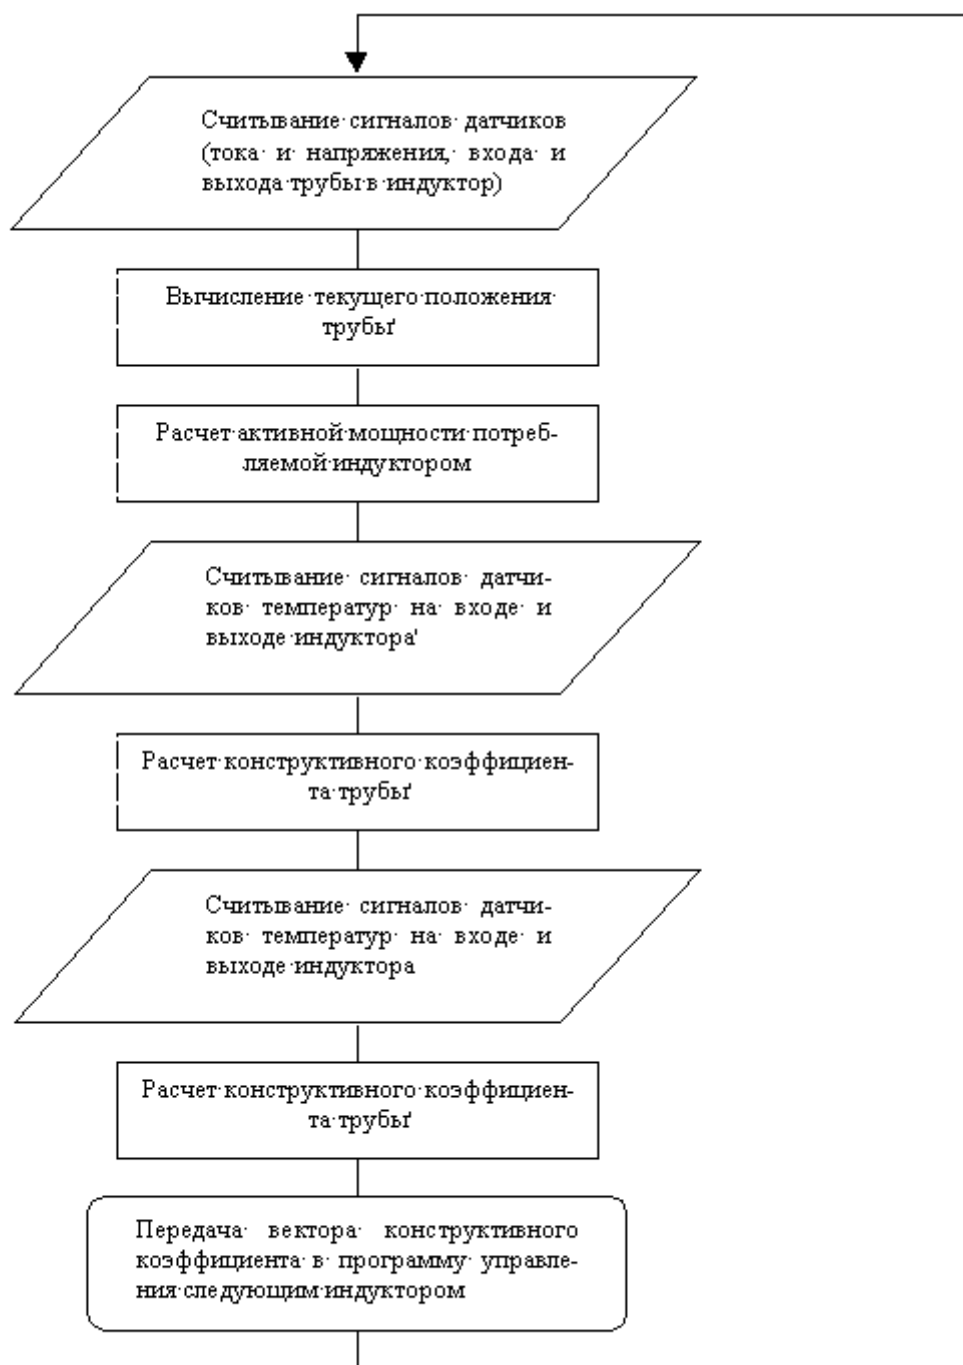 Считывание сигналов датчиков
(тока и напряжения, входа и
выхода трубы в индуктор)
Вычисление текущего положения
трубы
Расчет активной мощности потреб-
ляемой индуктором
Считывание сигналов датчи-
ков температур на входе и
выходе индуктора
Расчет конструктивного коэффициен-
та трубы
Считывание сигналов датчи-
ков температур на входе и
выходе индуктора
Расчет конструктивного коэффициен-
та трубы
Передача вектора конструктивного
коэффициента в программу управле-
ния следующим индуктором